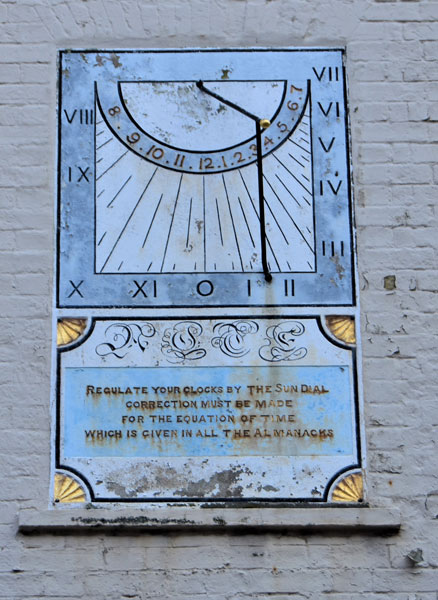 VII
VIII
VI
8 . 9 . 10 . 11 . 12 . 1 . 2 . 3 . 4 . 5 . 6 . 7
V
IX
IV
III
X XI O I II
NOTE
REGULATE YOUR CLOCKS BY THE SUN DIAL
CORRECTION MUST BE MADE
FOR THE EQUATION OF TIME
WHICH IS GIVEN IN ALL THE ALMANACKS